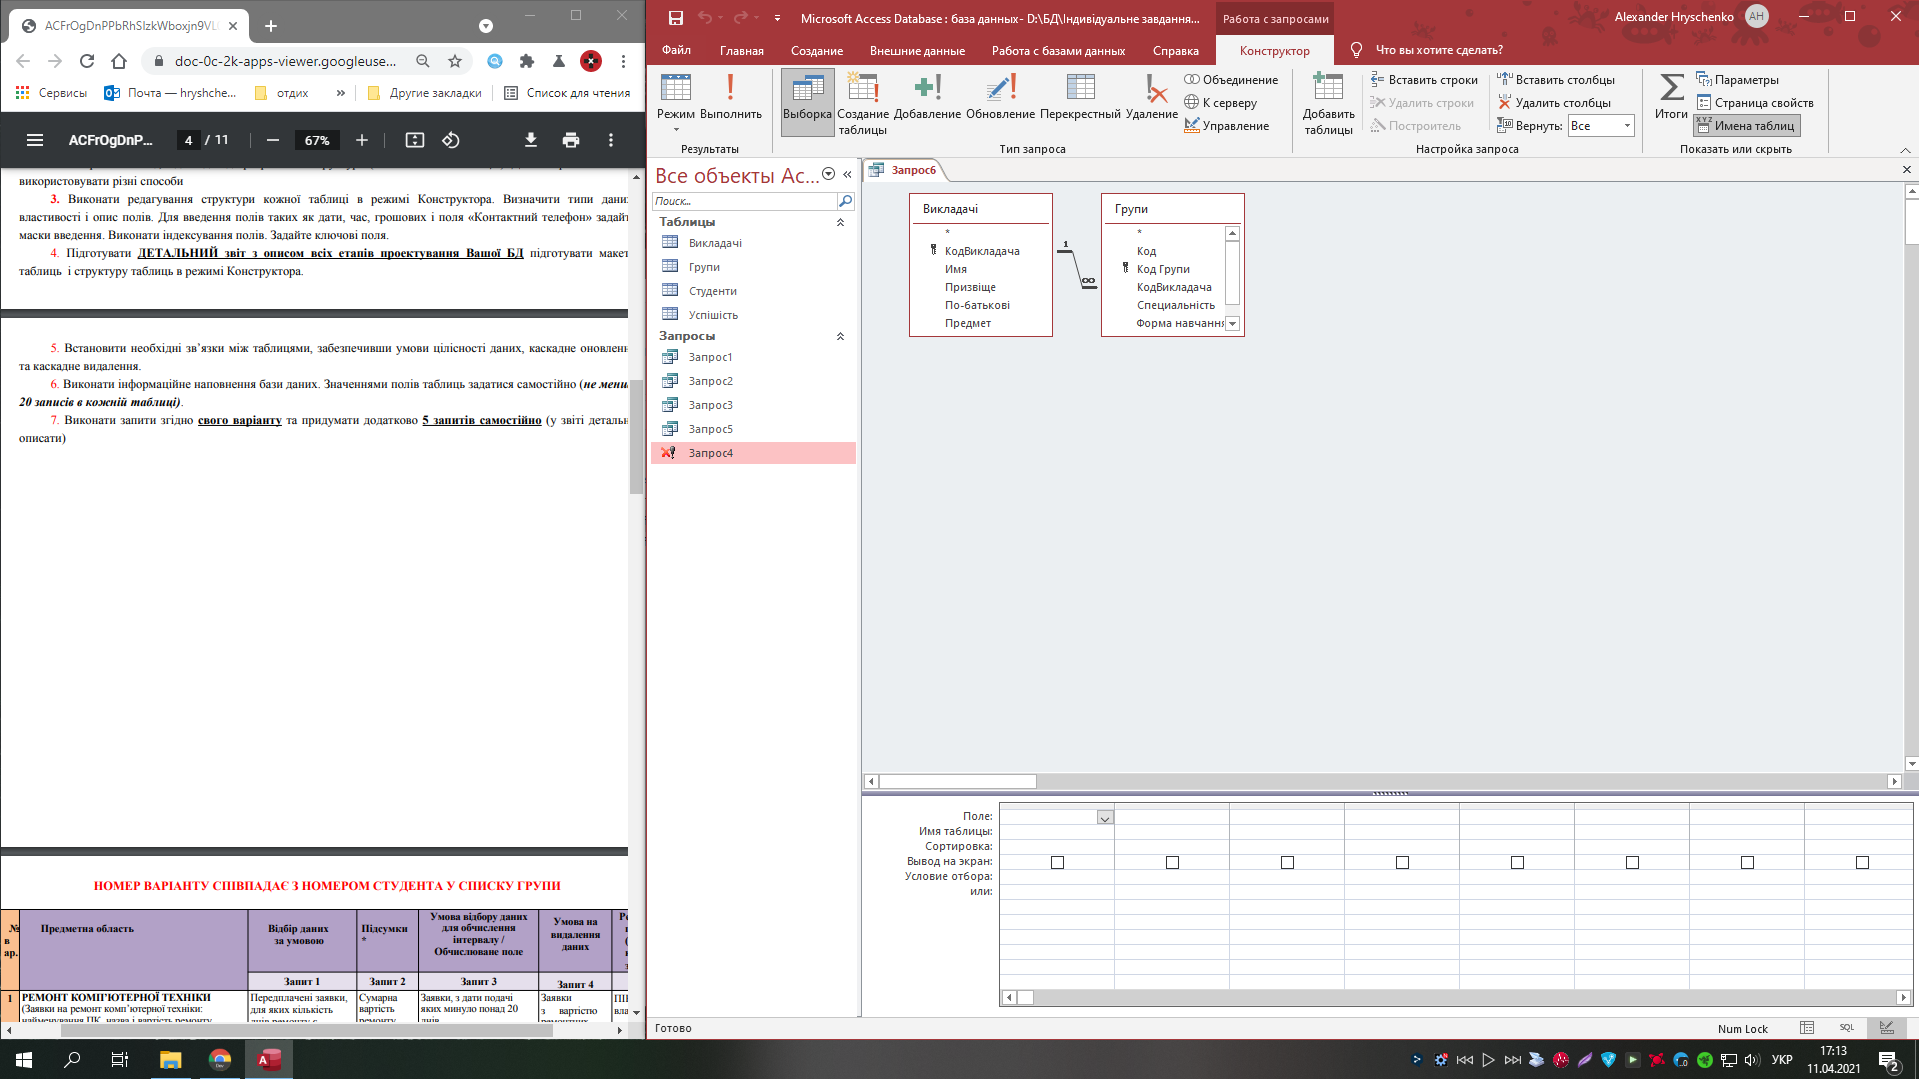 ACFrOgDnPPbRhSIzkWboxjn9VL
doc-0c-2k-apps-viewer.googleuse...
Сервисы
Почта — hryshche...
отдих
»
Другие закладки
Список для чтения
ACFrOgDnP...
4 / 11
67%
використовувати різні способи
3. Виконати редагування структури кожної таблиці в режимі Конструктора. Визначити типи даних
властивості і опис полів. Для введення полів таких як дати, час, грошових і поля «Контактний телефон» задайт
маски введення. Виконати індексування полів. Задайте ключові поля.
4. Підготувати ДЕТАЛЬНИЙ звіт з описом всіх етапів проектування Вашої БД підготувати макет
таблиць і структуру таблиць в режимі Конструктора.
5. Встановити необхідні зв’язки між таблицями, забезпечивши умови цілісності даних, каскадне оновленн
та каскадне видалення.
6. Виконати інформаційне наповнення бази даних. Значеннями полів таблиць задатися самостійно (не менш
20 записів в кожній таблиці).
7. Виконати запити згідно свого варіанту та придумати додатково 5 запитів самостійно (у звіті детальн
описати)
НОМЕР ВАРІАНТУ СПІВПАДАЄ З НОМЕРОМ СТУДЕНТА У СПИСКУ ГРУПИ
№ в ар.
Предметна область
Відбір даних за умовою
Підсумки *
Умова відбору даних для обчислення інтервалу / Обчислюване поле
Умова на видалення даних
Запит 1
Запит 2
Запит 3
Запит 4
1
РЕМОНТ КОМП’ЮТЕРНОЇ ТЕХНІКИ
(Заявки на ремонт комп’ютерної техніки:
Передплачені заявки, для яких кількість
Сумарна вартість
Заявки, з дати подачі яких минуло понад 20
Заявки з вартістю
Microsoft Access Database : база данных- D:\БД\Індивідуальне завдання...
Работа с запросами
Alexander Hryschenko
AH
Файл
Главная
Создание
Внешние данные
Работа с базами данных
Справка
Конструктор
Что вы хотите сделать?
Режим
Выполнить
Результаты
Выборка
Создание таблицы
Добавление
Обновление
Перекрестный
Удаление
Объединение
К серверу
Управление
Тип запроса
Добавить таблицы
Вставить строки
Удалить строки
Построитель
Вставить столбцы
Удалить столбцы
Вернуть: Все
Настройка запроса
Итоги
Параметры
Страница свойств
Имена таблиц
Показать или скрыть
Все объекты Ac...
Поиск...
Таблицы
Викладачі
Групи
Студенти
Успішність
Запросы
Запрос1
Запрос2
Запрос3
Запрос5
Запрос4
Запрос6
Викладачі
*
КодВикладача
Имя
Призвіще
По-батькові
Предмет
1
∞
Групи
*
Код
Код Групи
КодВикладача
Специальність
Форма навчання
Поле:
Имя таблицы:
Сортировка:
Вывод на экран:
Условие отбора:
или:
Готово
Num Lock
SQL
УКР
17:13
11.04.2021
2